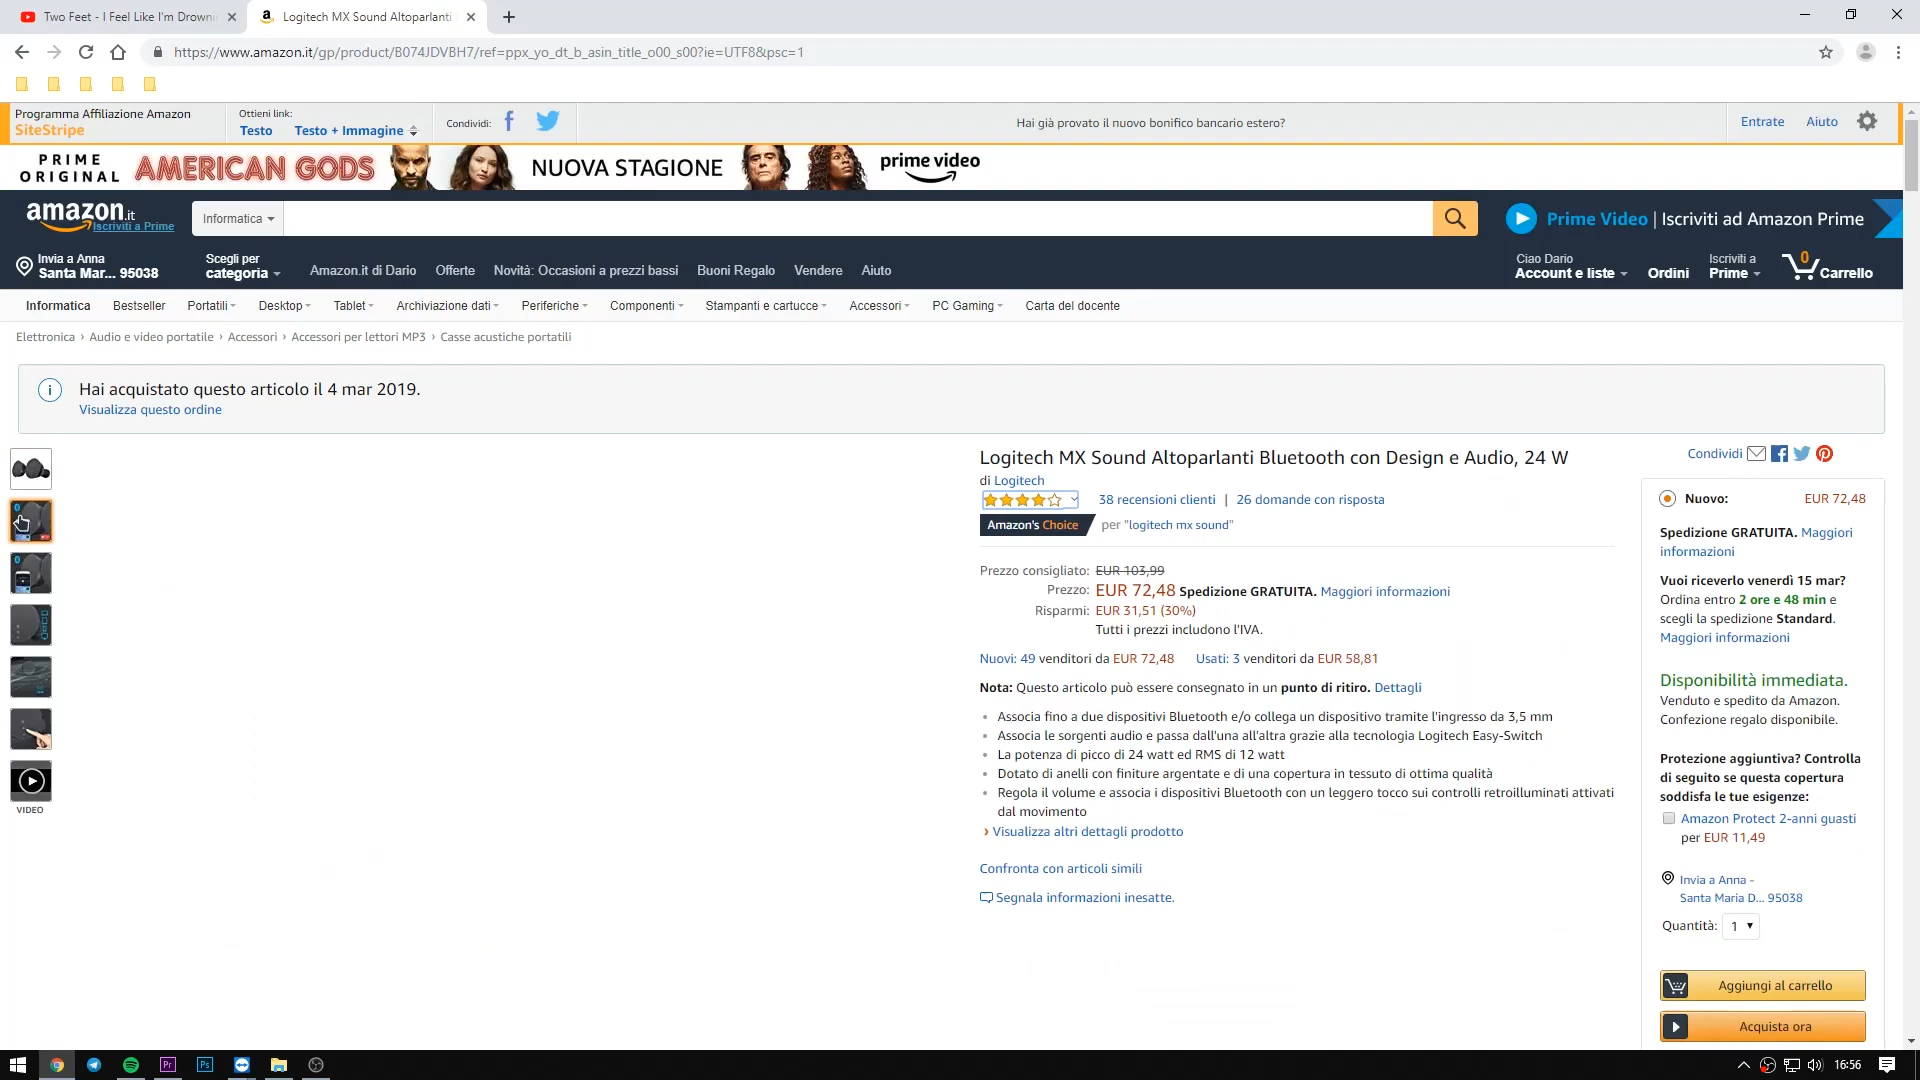 Two Feet - I Feel Like I'm Drowni
Logitech MX Sound Altoparlanti
https://www.amazon.it/gp/product/B074JDVBH7/ref=ppx_yo_dt_b_asin_title_o00_s00?ie=UTF8&psc=1
Programma Affiliazione Amazon
SiteStripe
Ottieni link:
Testo
Testo + Immagine
Condividi:
Hai già provato il nuovo bonifico bancario estero?
Entrate
Aiuto
PRIME ORIGINAL
AMERICAN GODS
NUOVA STAGIONE
prime video
amazon.it
Iscriviti a Prime
Informatica
Prime Video | Iscriviti ad Amazon Prime
Invia a Anna
Santa Mar... 95038
Scegli per
categoria
Amazon.it di Dario
Offerte
Novità: Occasioni a prezzi bassi
Buoni Regalo
Vendere
Aiuto
Ciao Dario
Account e liste
Ordini
Iscriviti a
Prime
0
Carrello
Informatica
Bestseller
Portatili
Desktop
Tablet
Archiviazione dati
Periferiche
Componenti
Stampanti e cartucce
Accessori
PC Gaming
Carta del docente
Elettronica › Audio e video portatile › Accessori › Accessori per lettori MP3 › Casse acustiche portatili
Hai acquistato questo articolo il 4 mar 2019.
Visualizza questo ordine
VIDEO
Logitech MX Sound Altoparlanti Bluetooth con Design e Audio, 24 W
di Logitech
38 recensioni clienti | 26 domande con risposta
Amazon's Choice per "logitech mx sound"
Prezzo consigliato: EUR 103,99
Prezzo: EUR 72,48 Spedizione GRATUITA. Maggiori informazioni
Risparmi: EUR 31,51 (30%)
Tutti i prezzi includono l'IVA.
Nuovi: 49 venditori da EUR 72,48
Usati: 3 venditori da EUR 58,81
Nota: Questo articolo può essere consegnato in un punto di ritiro. Dettagli
Associa fino a due dispositivi Bluetooth e/o collega un dispositivo tramite l'ingresso da 3,5 mm
Associa le sorgenti audio e passa dall'una all'altra grazie alla tecnologia Logitech Easy-Switch
La potenza di picco di 24 watt ed RMS di 12 watt
Dotato di anelli con finiture argentate e di una copertura in tessuto di ottima qualità
Regola il volume e associa i dispositivi Bluetooth con un leggero tocco sui controlli retroilluminati attivati
dal movimento
› Visualizza altri dettagli prodotto
Confronta con articoli simili
Segnala informazioni inesatte.
Condividi
Nuovo: EUR 72,48
Spedizione GRATUITA. Maggiori
informazioni
Vuoi riceverlo venerdì 15 mar?
Ordina entro 2 ore e 48 min e
scegli la spedizione Standard.
Maggiori informazioni
Disponibilità immediata.
Venduto e spedito da Amazon.
Confezione regalo disponibile.
Protezione aggiuntiva? Controlla
di seguito se questa copertura
soddisfa le tue esigenze:
Amazon Protect 2-anni guasti
per EUR 11,49
Invia a Anna -
Santa Maria D... 95038
Quantità: 1
Aggiungi al carrello
Acquista ora
Pr
Ps
16:56